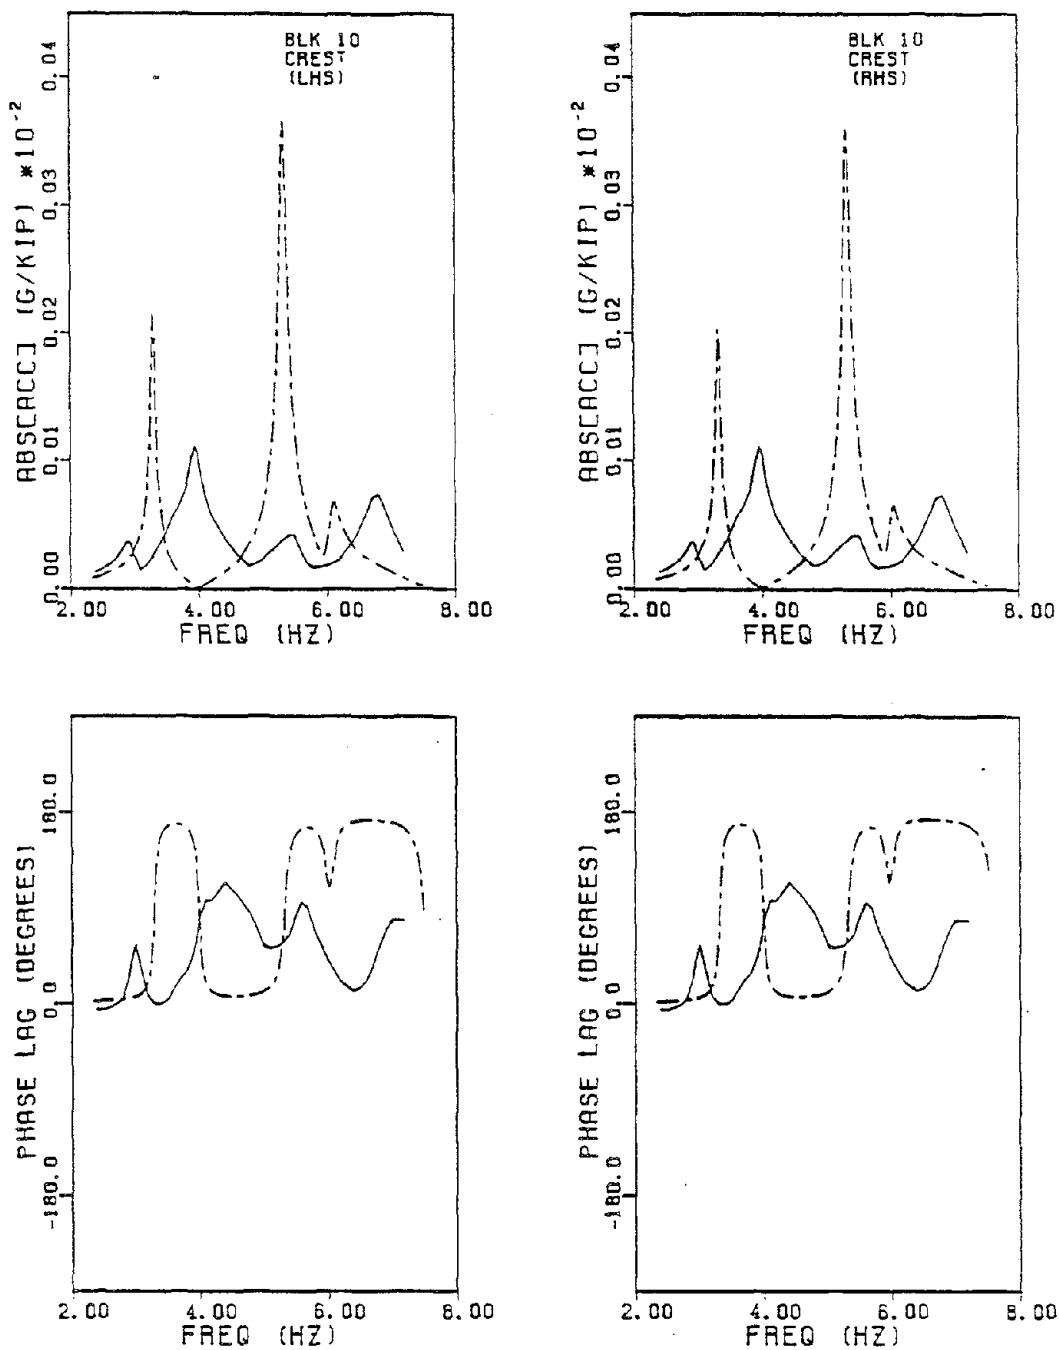 BLK 10
CREST
(LHS)
ABS[ACC] (G/KIP) *10⁻²
0.04
0.03
0.02
0.01
0.00
2.00 4.00 6.00 8.00
FREQ (HZ)
BLK 10
CREST
(RHS)
ABS[ACC] (G/KIP) *10⁻²
0.04
0.03
0.02
0.01
0.00
2.00 4.00 6.00 8.00
FREQ (HZ)
PHASE LAG (DEGREES)
180.0
0.0
-180.0
2.00 4.00 6.00 8.00
FREQ (HZ)
PHASE LAG (DEGREES)
180.0
0.0
-180.0
2.00 4.00 6.00 8.00
FREQ (HZ)